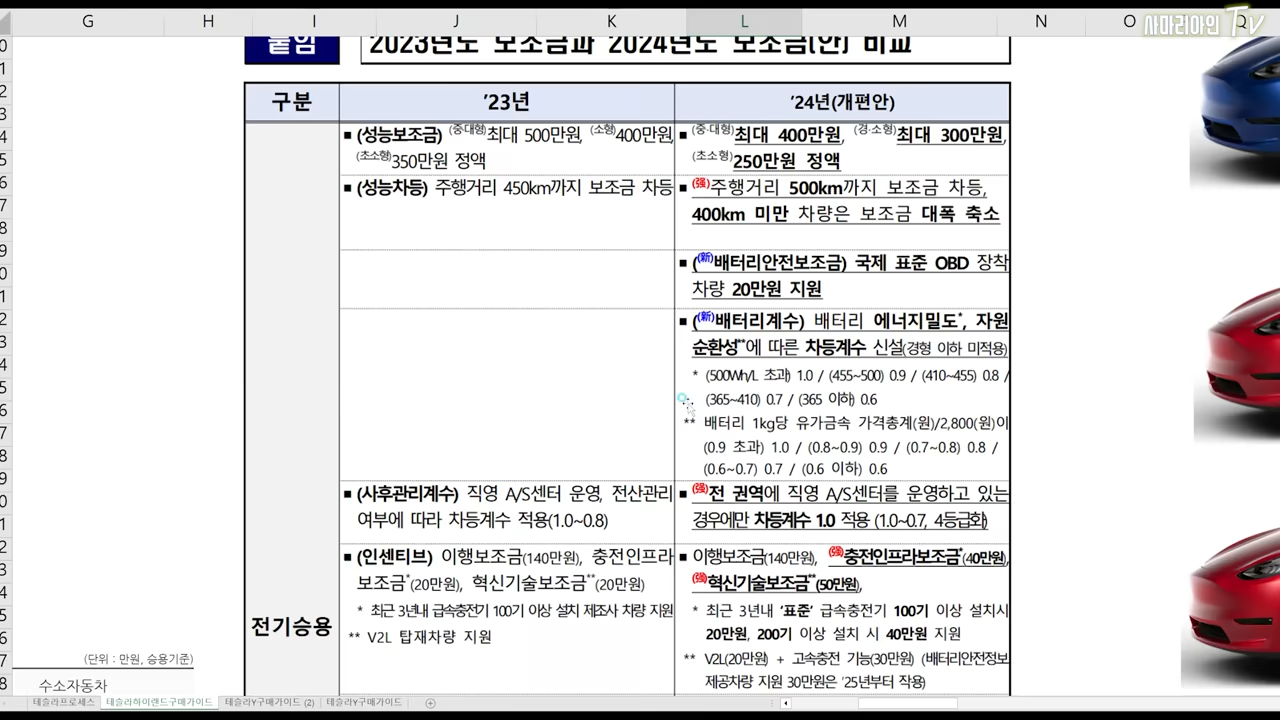 G H I J K L M N O Q
사마리아인 TV
붙임 2023년도 보조금과 2024년도 보조금(안) 비교
구분 ’23년 ’24년(개편안)
전기승용
■ (성능보조금) (중·대형)최대 500만원, (소형)400만원,
(초소형)350만원 정액
■ (중·대형)최대 400만원, (경·소형)최대 300만원,
(초소형)250만원 정액
■ (성능차등) 주행거리 450km까지 보조금 차등
■ (强)주행거리 500km까지 보조금 차등,
400km 미만 차량은 보조금 대폭 축소
■ ((新)배터리안전보조금) 국제 표준 OBD 장착
차량 20만원 지원
■ ((新)배터리계수) 배터리 에너지밀도*, 자원
순환성**에 따른 차등계수 신설(경형 이하 미적용)
* (500Wh/L 초과) 1.0 / (455~500) 0.9 / (410~455) 0.8 /
(365~410) 0.7 / (365 이하) 0.6
** 배터리 1kg당 유가금속 가격총계(원)/2,800(원)이
(0.9 초과) 1.0 / (0.8~0.9) 0.9 / (0.7~0.8) 0.8 /
(0.6~0.7) 0.7 / (0.6 이하) 0.6
■ (사후관리계수) 직영 A/S센터 운영, 전산관리
여부에 따라 차등계수 적용(1.0~0.8)
■ (强)전 권역에 직영 A/S센터를 운영하고 있는
경우에만 차등계수 1.0 적용 (1.0~0.7, 4등급화)
■ (인센티브) 이행보조금(140만원), 충전인프라
보조금*(20만원), 혁신기술보조금**(20만원)
* 최근 3년내 급속충전기 100기 이상 설치 제조사 차량 지원
** V2L 탑재차량 지원
■ 이행보조금(140만원), (强)충전인프라보조금*(40만원),
(强)혁신기술보조금**(50만원),
* 최근 3년내 ‘표준’ 급속충전기 100기 이상 설치시
20만원, 200기 이상 설치 시 40만원 지원
** V2L(20만원) + 고속충전 기능(30만원) (배터리안전정보
제공차량 지원 30만원은 ’25년부터 작용)
(단위 : 만원, 승용기준)
수소자동차
테슬라프로세스 테슬라하이랜드구매가이드 테슬라Y구매가이드 (2) 테슬라Y구매가이드